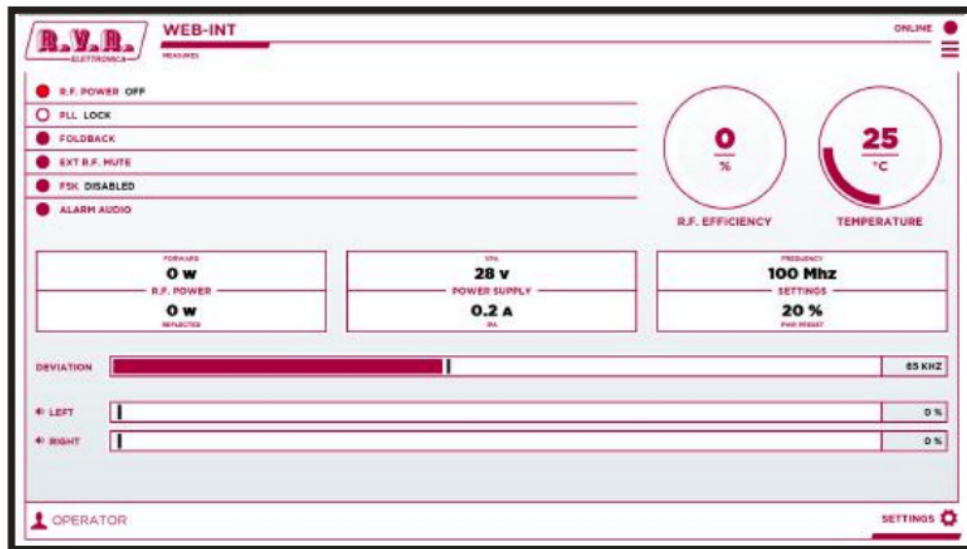 R.V.R. ELETTRONICA
WEB-INT
MEASURES
ONLINE
R.F. POWER OFF
PLL LOCK
FOLDBACK
EXT R.F. MUTE
FSK DISABLED
ALARM AUDIO
0
%
R.F. EFFICIENCY
25
°C
TEMPERATURE
FORWARD
0 w
R.F. POWER
0 w
REFLECTED
VPA
28 v
POWER SUPPLY
0.2 A
IPA
FREQUENCY
100 Mhz
SETTINGS
20 %
PWR PRESET
DEVIATION
65 KHZ
LEFT
0 %
RIGHT
0 %
OPERATOR
SETTINGS